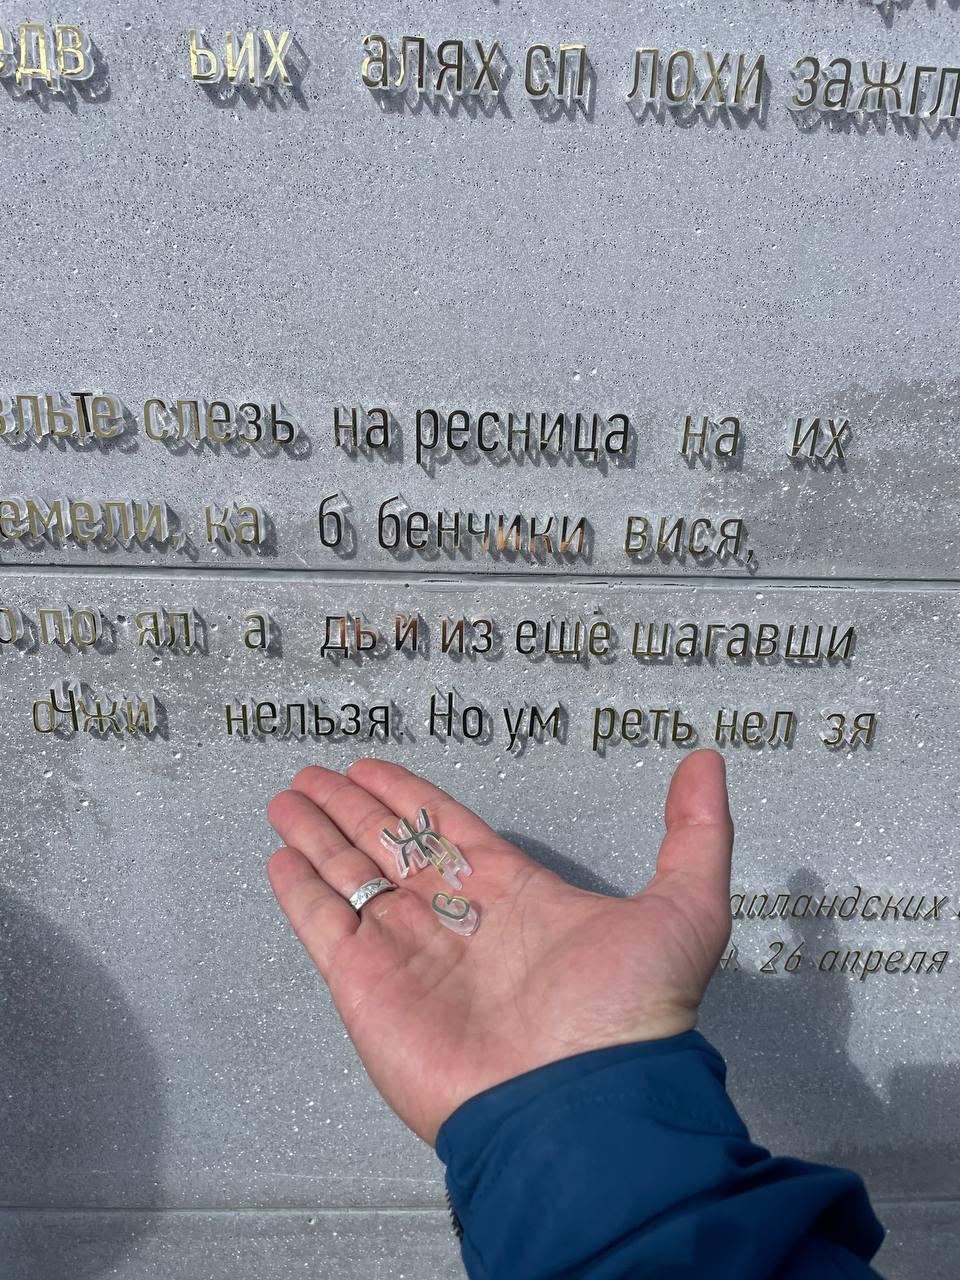 едв ьих алях сп лохи зажгл
вльте слезь на ресница на их
емели, ка б бенчики вися,
о по ял а дь и из ещё шагавши
очжи нельзя. Но ум реть нел зя
апландских
н. 26 апреля
Ж Н В